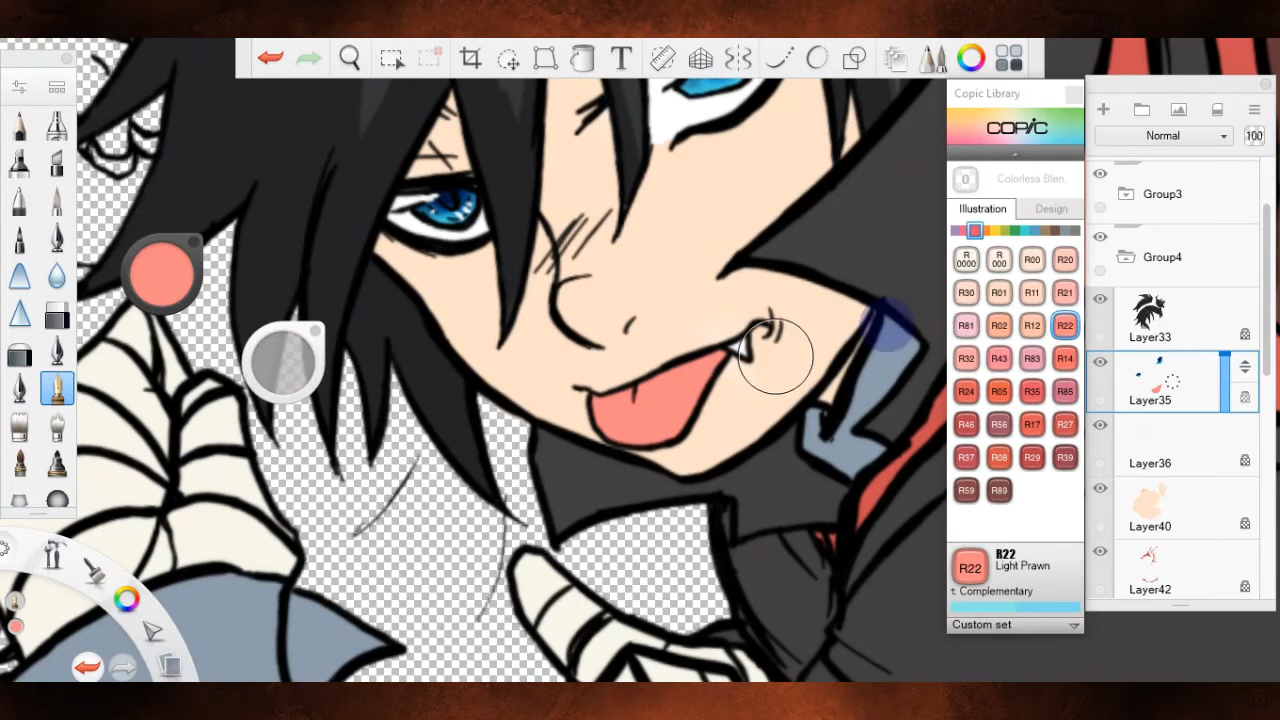 T
Copic Library
COPIC
0 Colorless Blen.
Illustration Design
R 0000 R 000 R00 R20
R30 R01 R11 R21
R81 R02 R12 R22
R32 R43 R83 R14
R24 R05 R35 R85
R46 R56 R17 R27
R37 R08 R29 R39
R59 R89
R22 R22
Light Prawn
Complementary
Custom set
Normal 100
Group3
Group4
Layer33
Layer35
Layer36
Layer40
Layer42